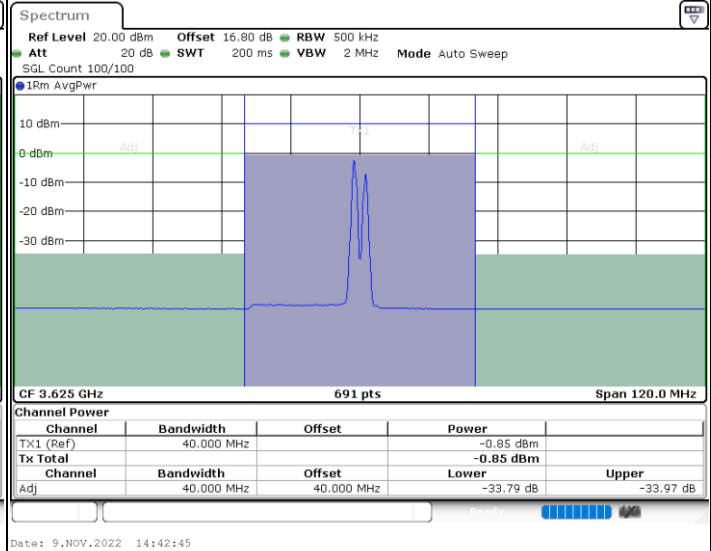 Spectrum
Ref Level 20.00 dBm Offset 16.80 dB RBW 500 kHz
Att 20 dB SWT 200 ms VBW 2 MHz Mode Auto Sweep
SGL Count 100/100
1Rm AvgPwr
10 dBm
TX1
0 dBm Adj Adj
-10 dBm
-20 dBm
-30 dBm
CF 3.625 GHz 691 pts Span 120.0 MHz
Channel Power
Channel Bandwidth Offset Power
TX1 (Ref) 40.000 MHz -0.85 dBm
Tx Total -0.85 dBm
Channel Bandwidth Offset Lower Upper
Adj 40.000 MHz 40.000 MHz -33.79 dB -33.97 dB
Ready
Date: 9.NOV.2022 14:42:45